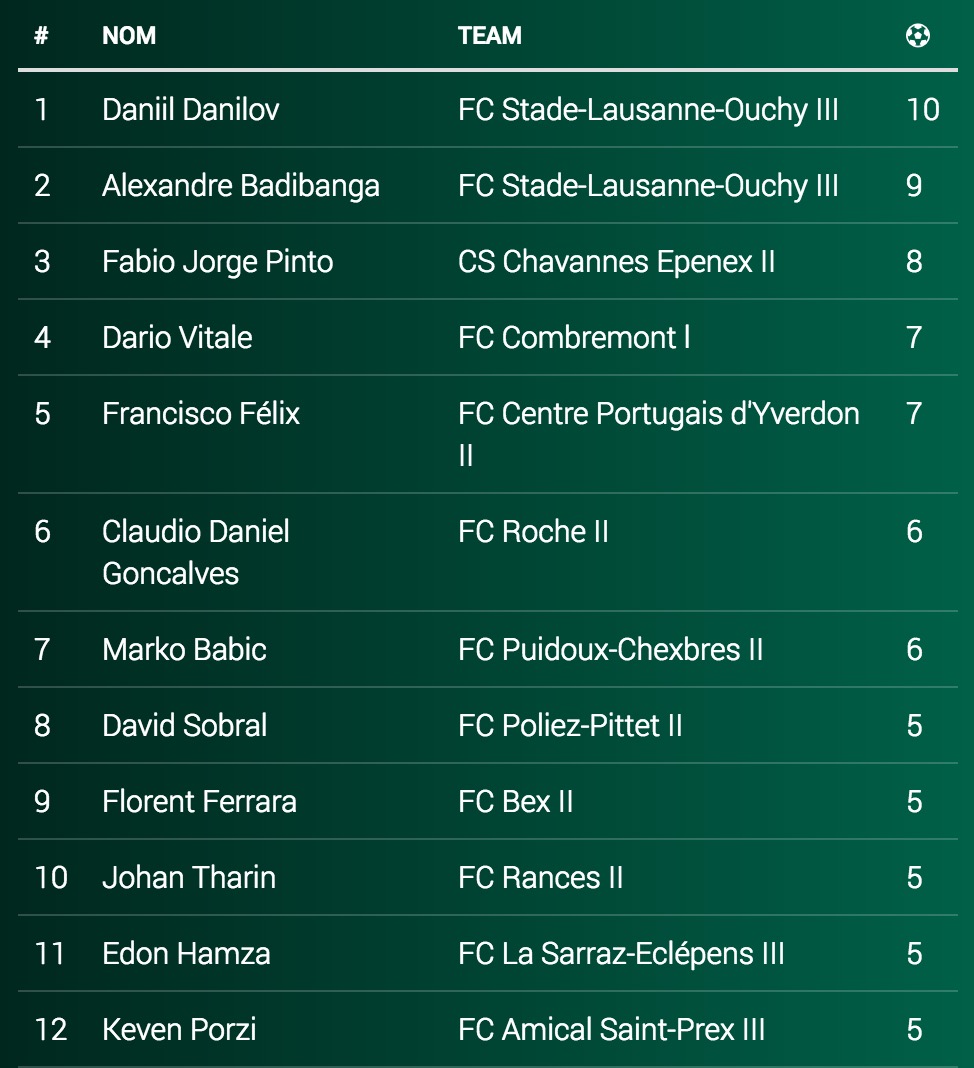 # NOM TEAM
1 Daniil Danilov FC Stade-Lausanne-Ouchy III 10
2 Alexandre Badibanga FC Stade-Lausanne-Ouchy III 9
3 Fabio Jorge Pinto CS Chavannes Epenex II 8
4 Dario Vitale FC Combremont l 7
5 Francisco Félix FC Centre Portugais d'Yverdon 7
II
6 Claudio Daniel FC Roche II 6
Goncalves
7 Marko Babic FC Puidoux-Chexbres II 6
8 David Sobral FC Poliez-Pittet II 5
9 Florent Ferrara FC Bex II 5
10 Johan Tharin FC Rances II 5
11 Edon Hamza FC La Sarraz-Eclépens III 5
12 Keven Porzi FC Amical Saint-Prex III 5